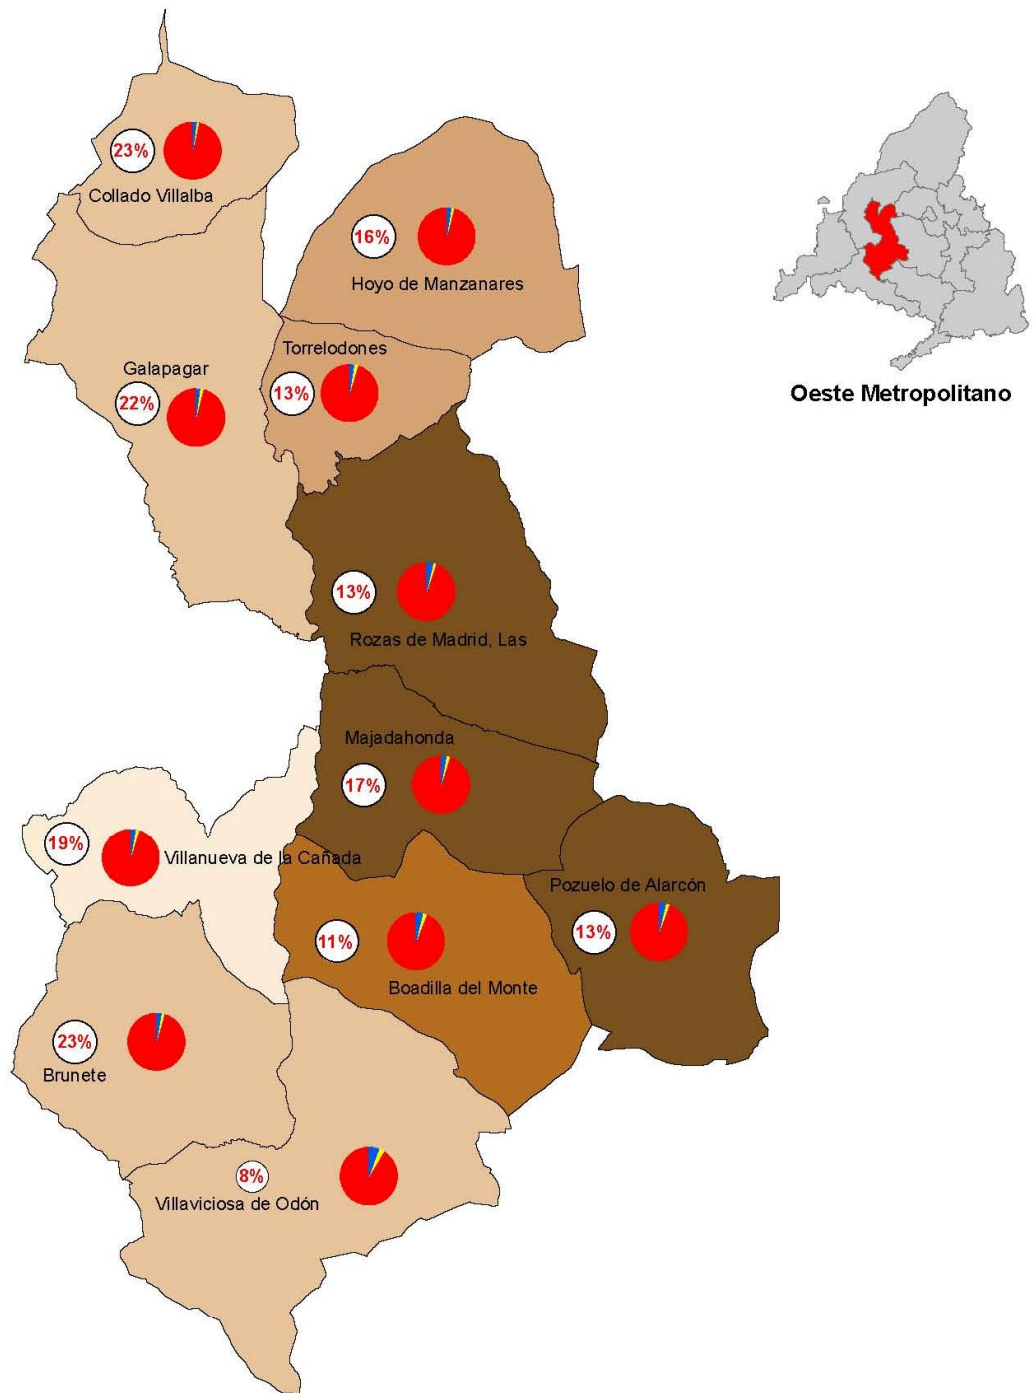 23%
Collado Villalba
16%
Hoyo de Manzanares
Torrelodones
13%
Galapagar
22%
Oeste Metropolitano
13%
Rozas de Madrid, Las
Majadahonda
17%
19%
Villanueva de la Cañada
Pozuelo de Alarcón
13%
11%
Boadilla del Monte
23%
Brunete
8%
Villaviciosa de Odón